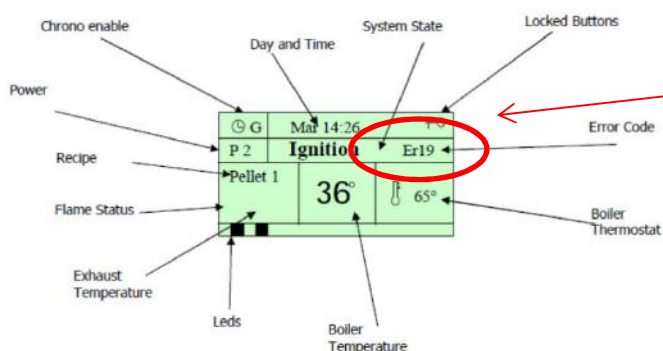 Chrono enable
Day and Time
System State
Locked Buttons
Power
G
Mar 14:26
P 2
Ignition
Er19
Error Code
Recipe
Pellet 1
36°
65°
Flame Status
Boiler
Thermostat
Exhaust
Temperature
Leds
Boiler
Temperature